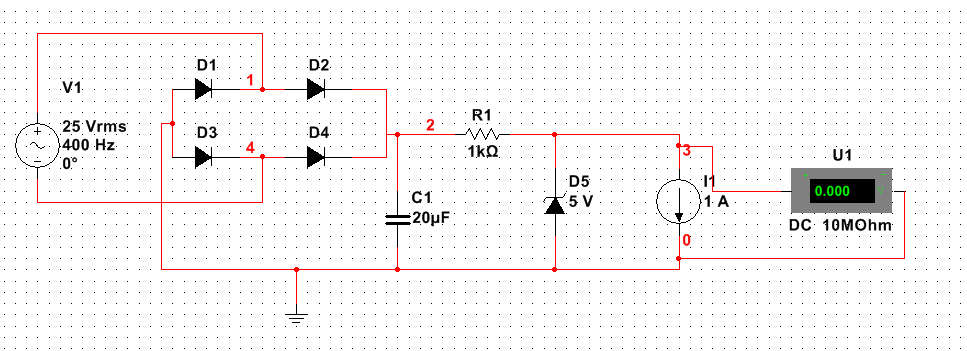 V1
25 Vrms
400 Hz
0°
D1
D2
1
D3
D4
4
2
R1
1kΩ
C1
20µF
D5
5 V
3
I1
1 A
0
U1
0.000
DC 10MOhm